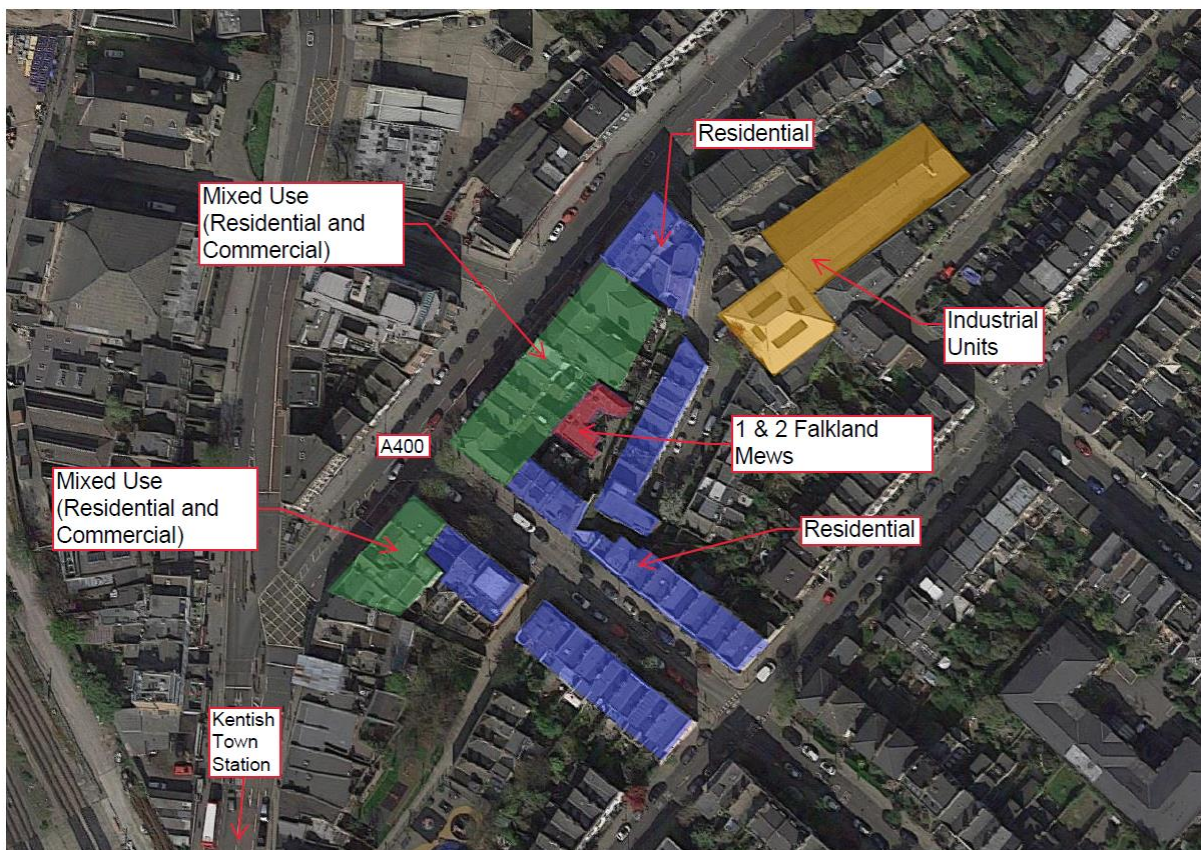 Residential
Mixed Use
(Residential and
Commercial)
Industrial
Units
1 & 2 Falkland
Mews
A400
Mixed Use
(Residential and
Commercial)
Residential
Kentish
Town
Station